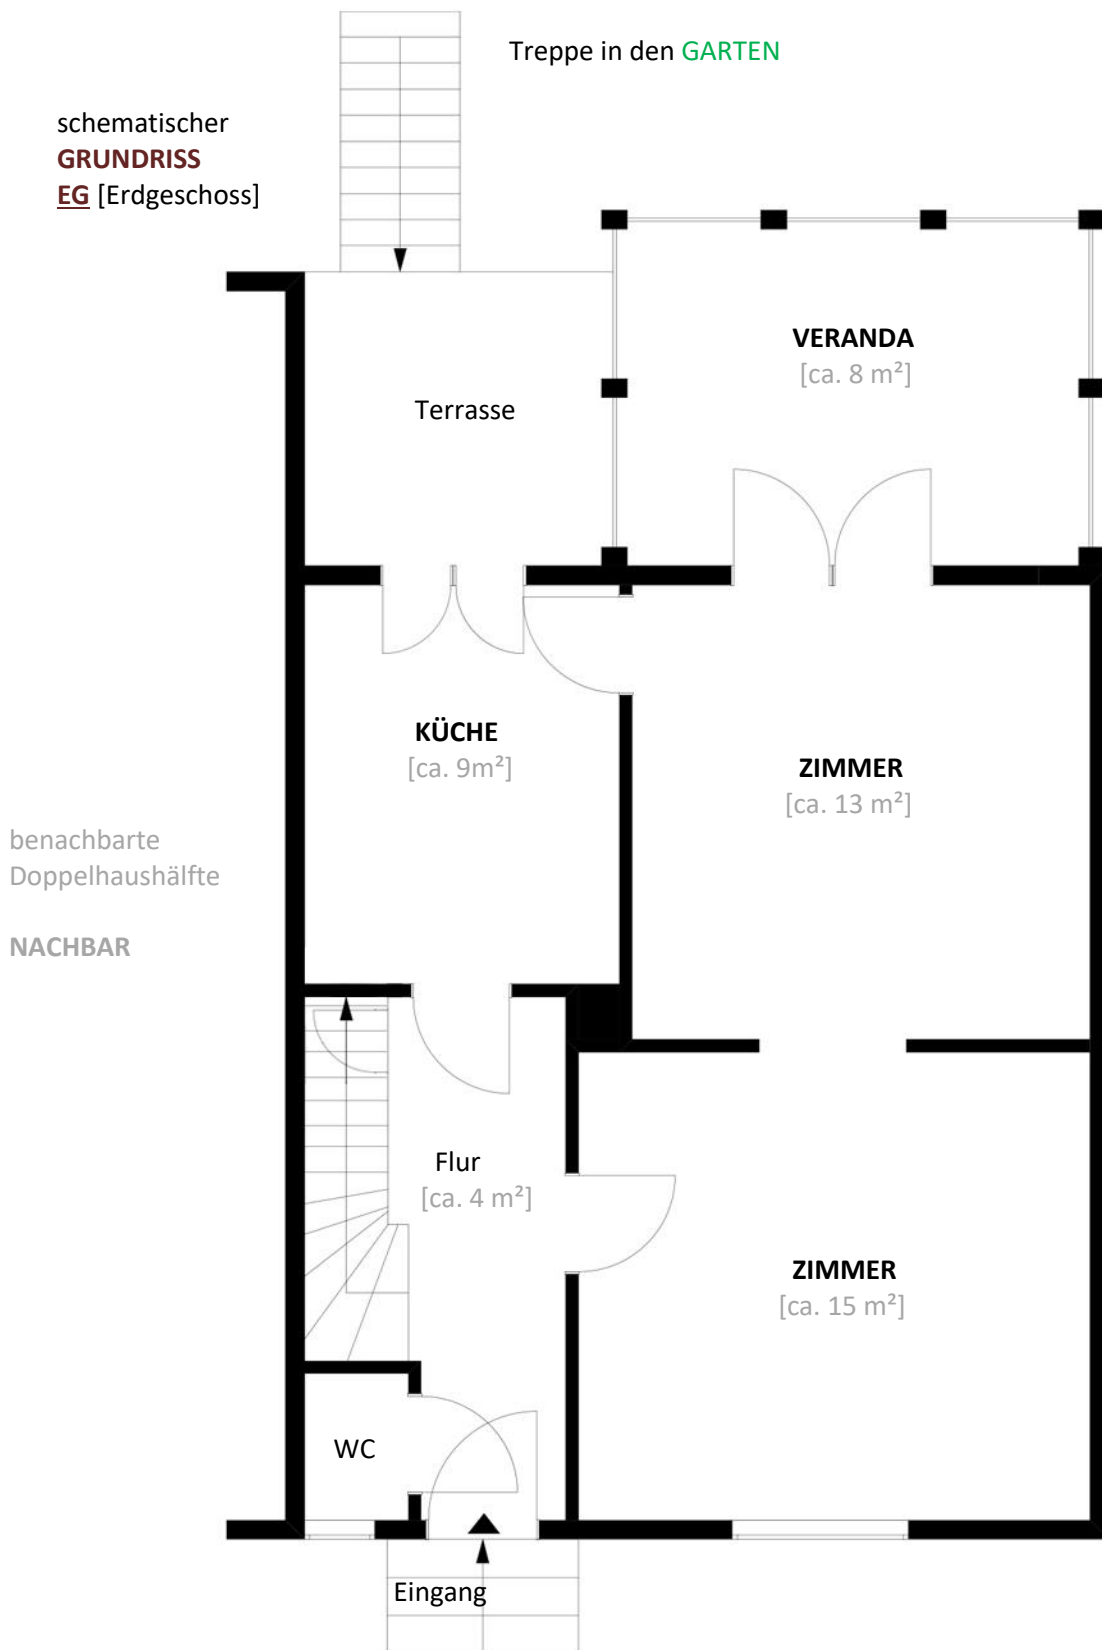 Treppe in den GARTEN
schematischer
GRUNDRISS
EG [Erdgeschoss]
VERANDA
[ca. 8 m²]
Terrasse
KÜCHE
[ca. 9m²]
ZIMMER
[ca. 13 m²]
benachbarte
Doppelhaushälfte
NACHBAR
Flur
[ca. 4 m²]
ZIMMER
[ca. 15 m²]
WC
Eingang